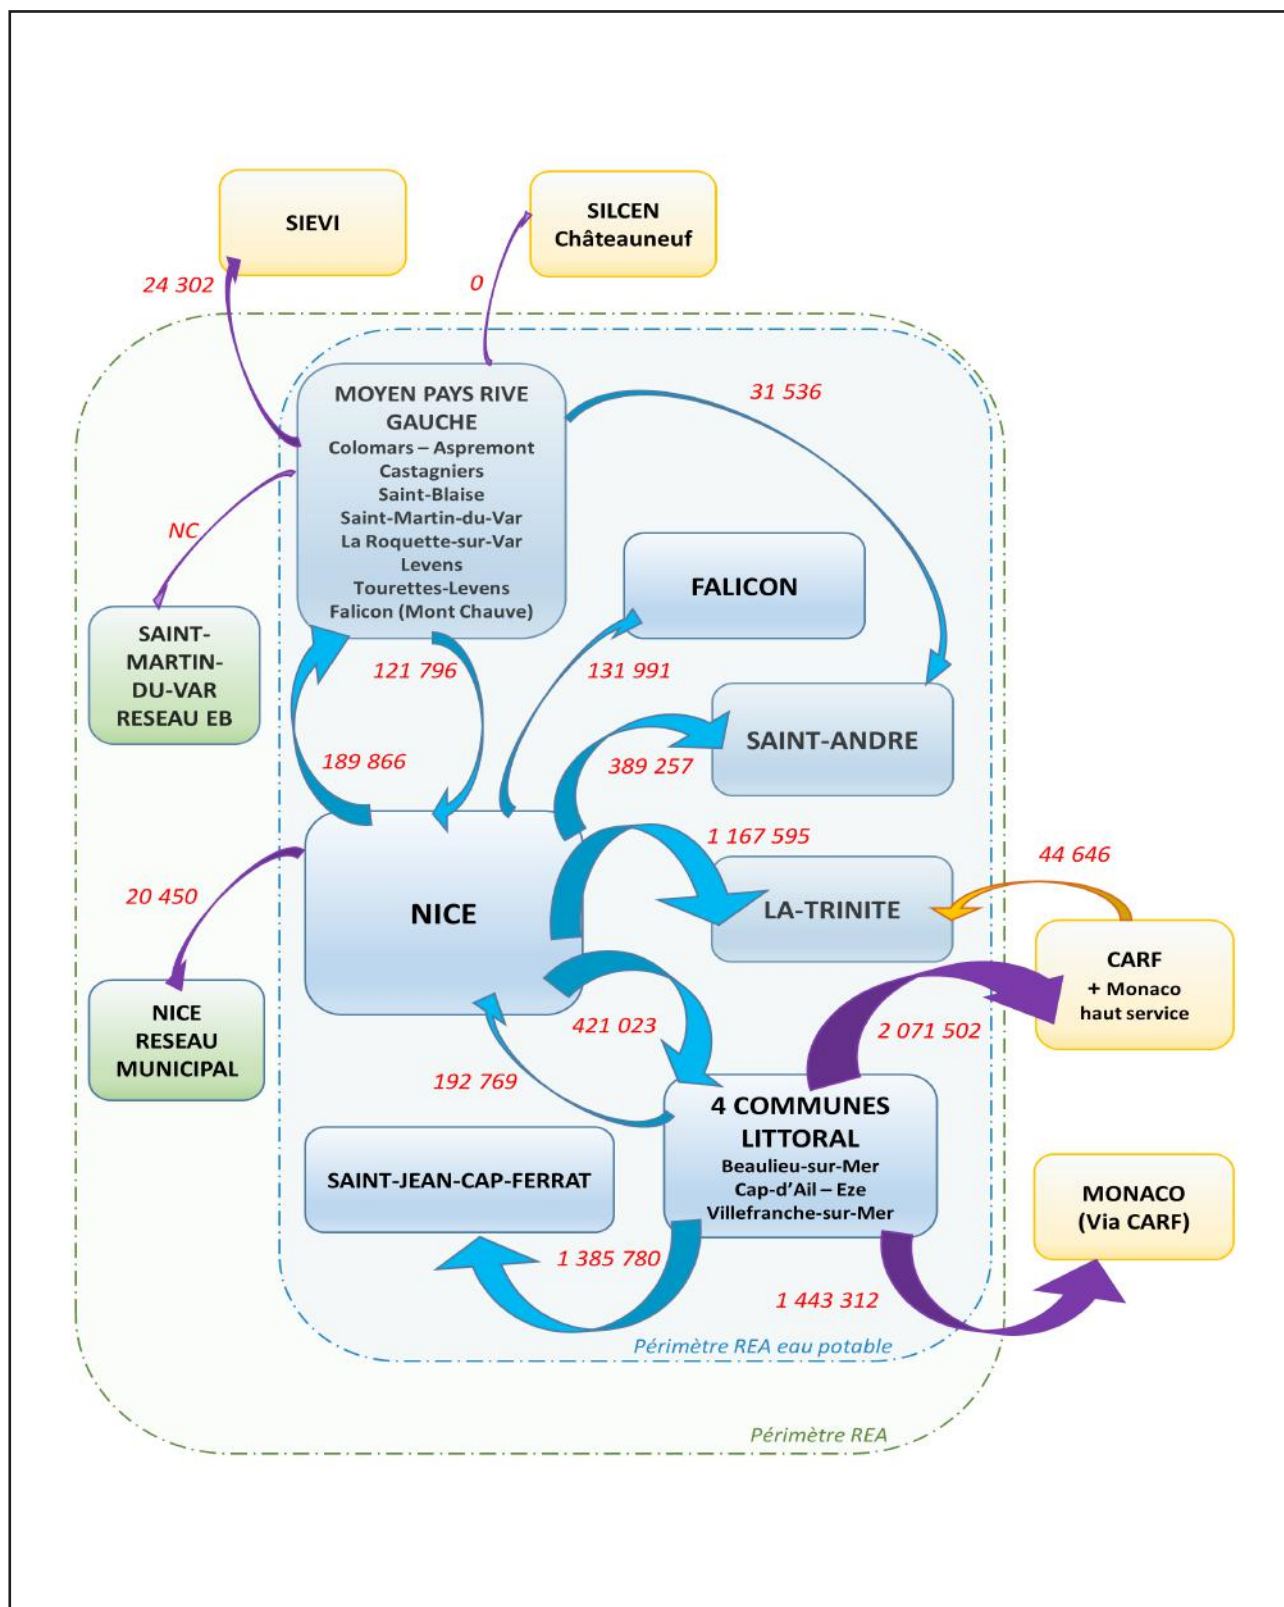 SIEVI
SILCEN
Châteauneuf
24 302
0
MOYEN PAYS RIVE
GAUCHE
Colomars – Aspremont
Castagniers
Saint-Blaise
Saint-Martin-du-Var
La Roquette-sur-Var
Levens
Tourettes-Levens
Falicon (Mont Chauve)
31 536
NC
FALICON
SAINT-
MARTIN-
DU-VAR
RESEAU EB
121 796
131 991
189 866
389 257
SAINT-ANDRE
1 167 595
44 646
20 450
NICE
LA-TRINITE
CARF
+ Monaco
haut service
NICE
RESEAU
MUNICIPAL
421 023
2 071 502
192 769
4 COMMUNES
LITTORAL
Beaulieu-sur-Mer
Cap-d'Ail – Eze
Villefranche-sur-Mer
SAINT-JEAN-CAP-FERRAT
MONACO
(Via CARF)
1 385 780
1 443 312
Périmètre REA eau potable
Périmètre REA